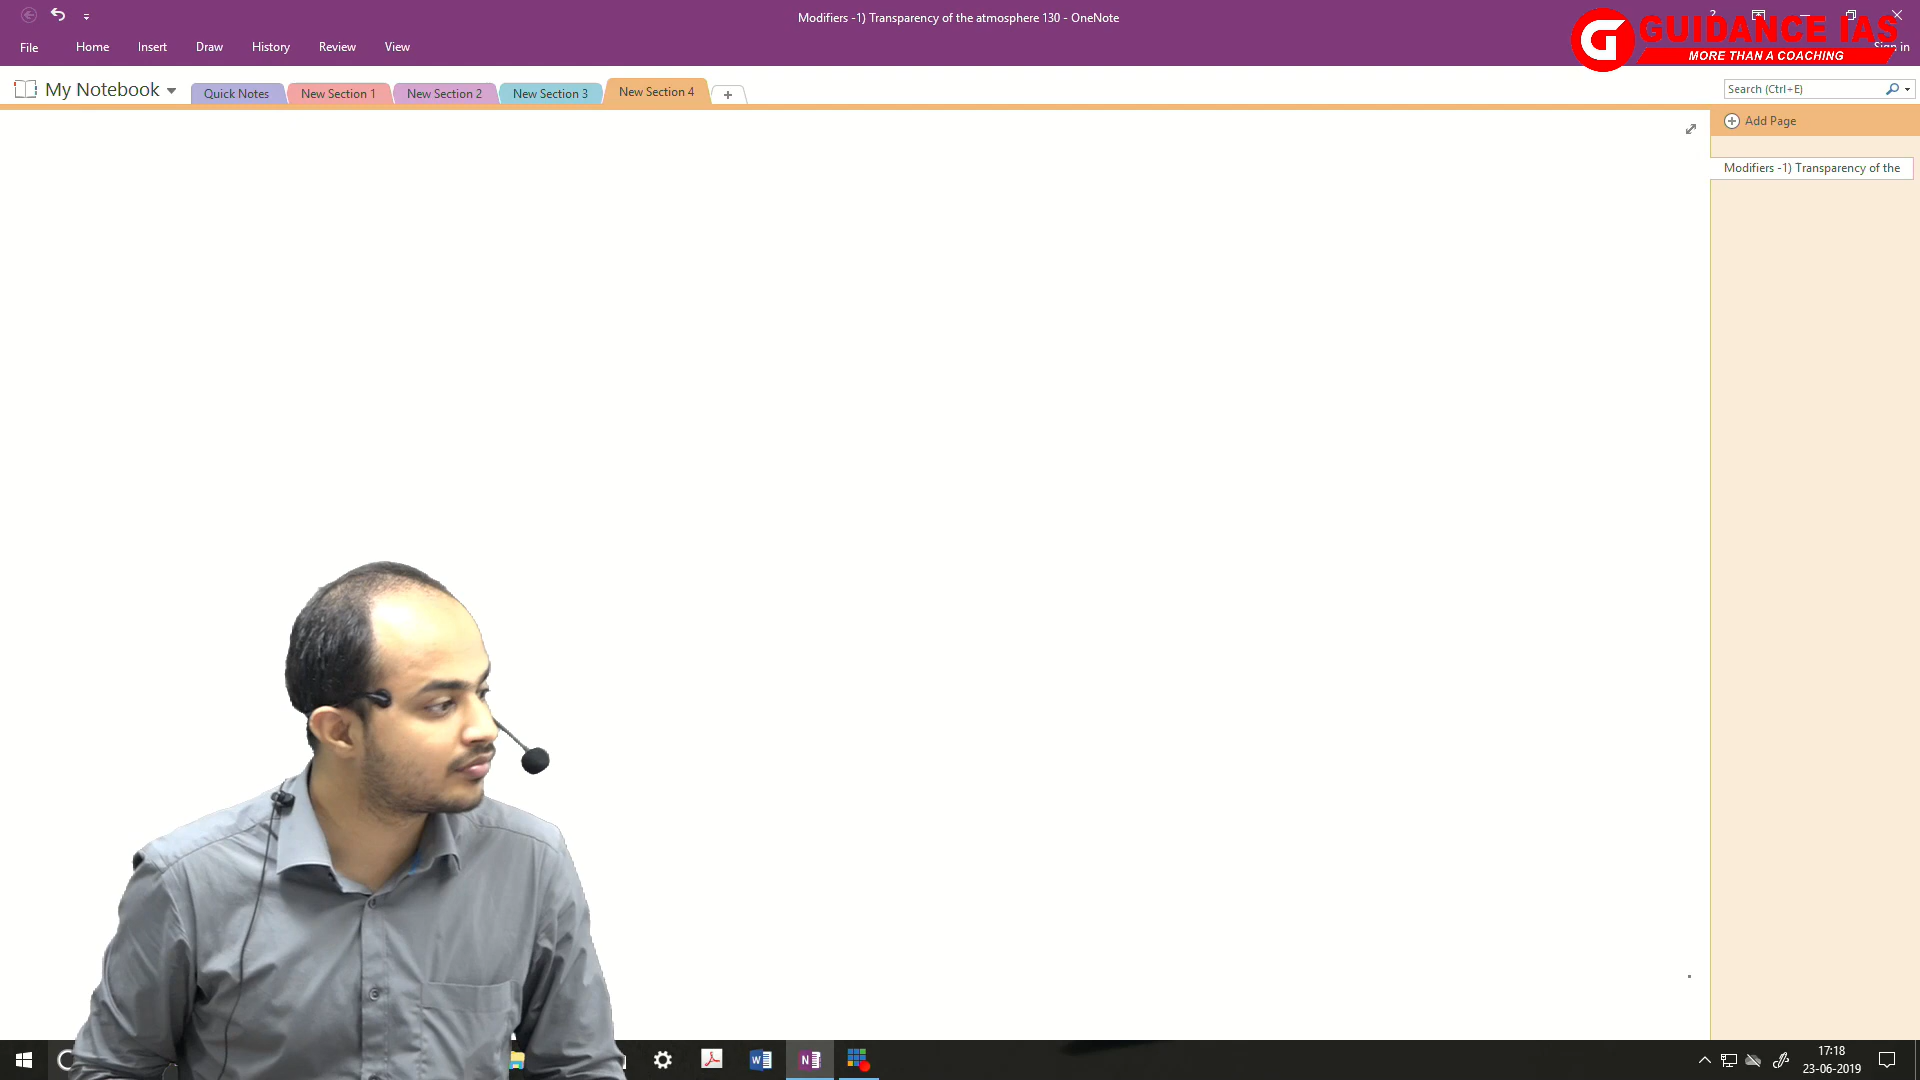 Modifiers -1) Transparency of the atmosphere 130 - OneNote
?
GUIDANCE IAS
MORE THAN A COACHING
Sign in
File Home Insert Draw History Review View
My Notebook
Quick Notes New Section 1 New Section 2 New Section 3 New Section 4 +
Search (Ctrl+E)
Add Page
Modifiers -1) Transparency of the
17:18
23-06-2019